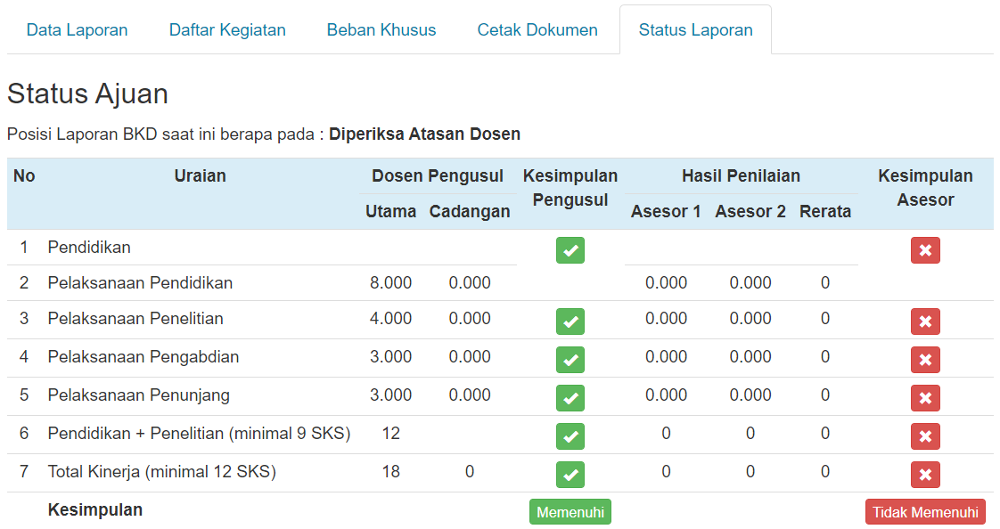 Data Laporan Daftar Kegiatan Beban Khusus Cetak Dokumen Status Laporan
Status Ajuan
Posisi Laporan BKD saat ini berapa pada : Diperiksa Atasan Dosen
No Uraian Dosen Pengusul Kesimpulan Pengusul Hasil Penilaian Kesimpulan Asesor
Utama Cadangan Asesor 1 Asesor 2 Rerata
1 Pendidikan
2 Pelaksanaan Pendidikan 8.000 0.000 0.000 0.000 0
3 Pelaksanaan Penelitian 4.000 0.000 0.000 0.000 0
4 Pelaksanaan Pengabdian 3.000 0.000 0.000 0.000 0
5 Pelaksanaan Penunjang 3.000 0.000 0.000 0.000 0
6 Pendidikan + Penelitian (minimal 9 SKS) 12 0 0 0
7 Total Kinerja (minimal 12 SKS) 18 0 0 0 0
Kesimpulan Memenuhi Tidak Memenuhi